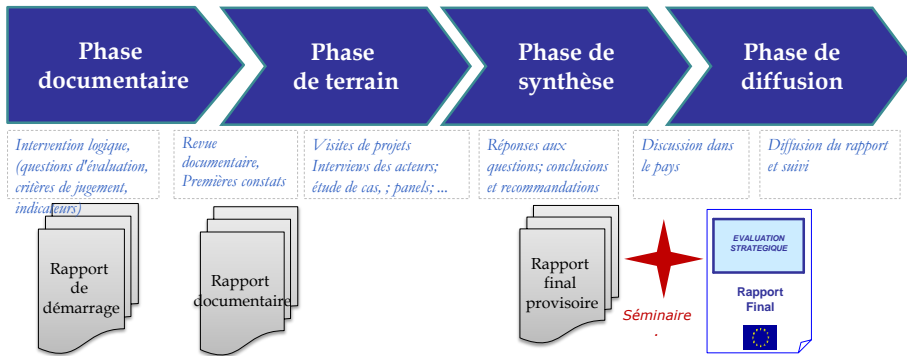 Phase
documentaire
Phase
de terrain
Phase de
synthèse
Phase de
diffusion
Intervention logique,
(questions d'évaluation,
critères de jugement,
indicateurs)
Revue
documentaire,
Premières constats
Visites de projets
Interviews des acteurs;
étude de cas, ; panels; ...
Réponses aux
questions; conclusions
et recommandations
Discussion dans
le pays
Diffusion du rapport
et suivi
Rapport
de
démarrage
Rapport
documentaire
Rapport
final
provisoire
Séminaire
.
EVALUATION
STRATEGIQUE
Rapport
Final